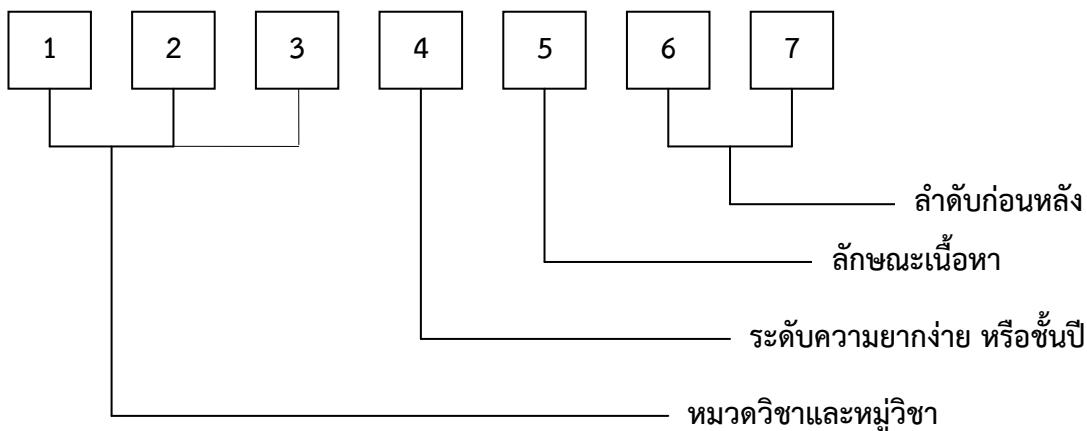 1 2 3 4 5 6 7
ลำดับก่อนหลัง
ลักษณะเนื้อหา
ระดับความยากง่าย หรือชั้นปี
หมวดวิชาและหมู่วิชา